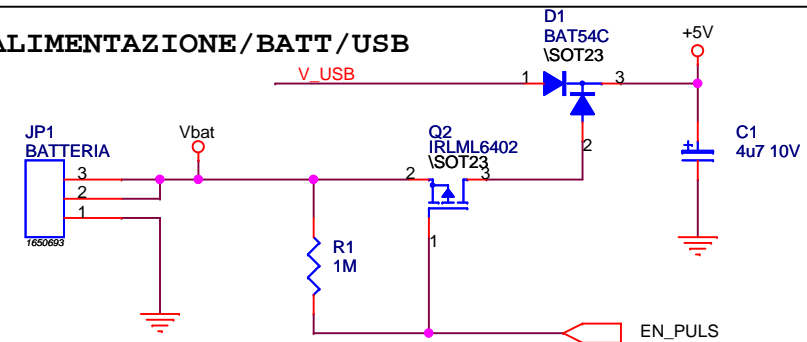 ALIMENTAZIONE/BATT/USB
D1
BAT54C
\SOT23
+5V
V_USB
1
3
2
C1
4u7 10V
JP1
BATTERIA
Vbat
Q2
IRLML6402
\SOT23
3
2
1
2
3
1
1650693
R1
1M
EN_PULS